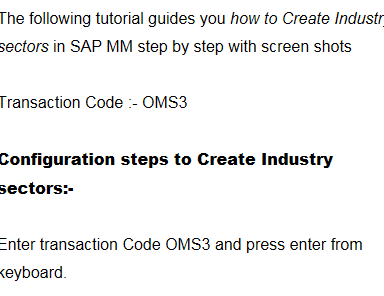 The following tutorial guides you how to Create Industry
sectors in SAP MM step by step with screen shots
Transaction Code :- OMS3
Configuration steps to Create Industry
sectors:-
Enter transaction Code OMS3 and press enter from
keyboard.